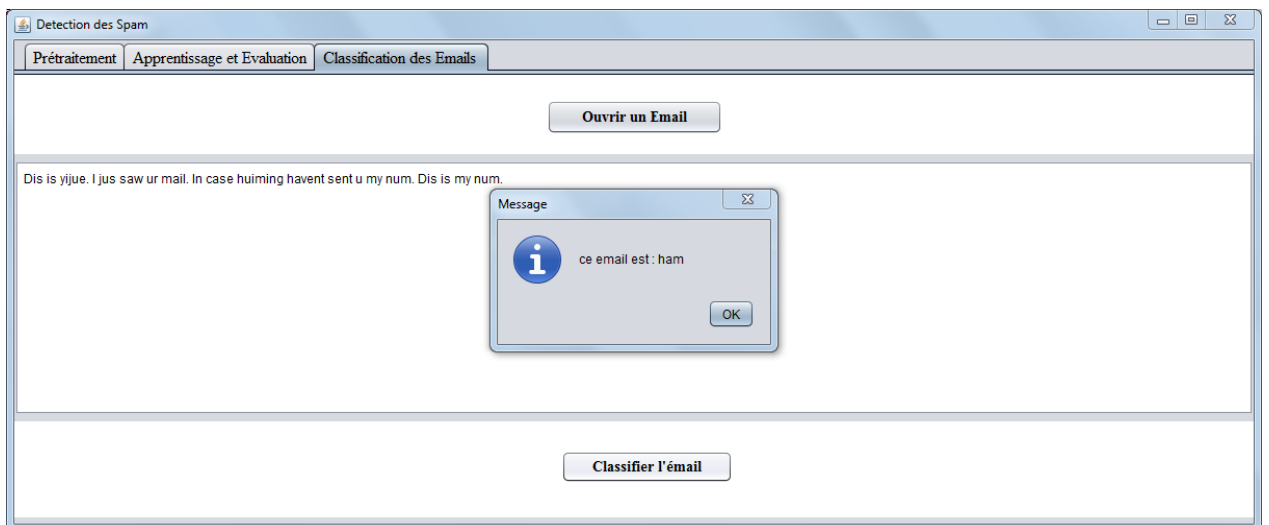 Detection des Spam
Prétraitement Apprentissage et Evaluation Classification des Emails
Ouvrir un Email
Dis is yijue. I jus saw ur mail. In case huiming havent sent u my num. Dis is my num.
Message
ce email est : ham
OK
Classifier l'émail